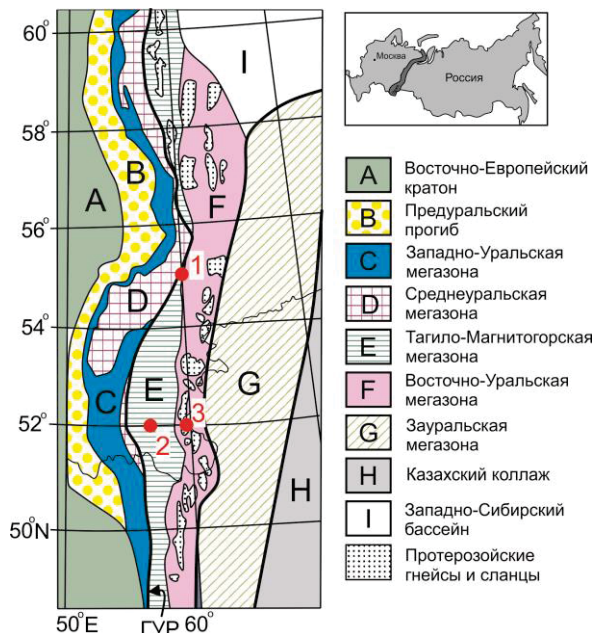 60°
58°
56°
54°
52°
50°N
50°E
ГУР
60°
A
B
C
D
D
E
C
F
G
H
I
1
2
3
Москва
Россия
A Восточно-Европейский
кратон
B Предуральский
прогиб
C Западно-Уральская
мегазона
D Среднеуральская
мегазона
E Тагило-Магнитогорская
мегазона
F Восточно-Уральская
мегазона
G Зауральская
мегазона
H Казахский коллаж
I Западно-Сибирский
бассейн
Протерозойские
гнейсы и сланцы